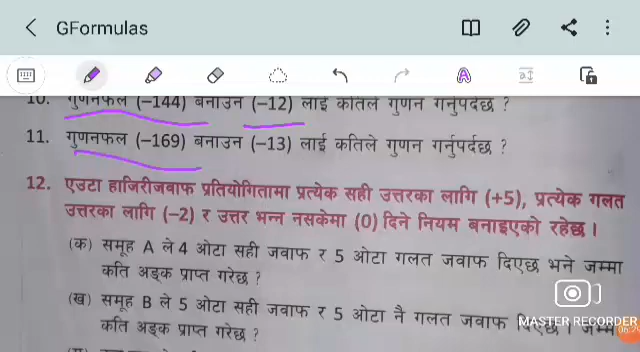 GFormulas
10. गुणनफल (−144) बनाउन (−12) लाई कतिले गुणन गर्नुपर्दछ ?
11. गुणनफल (−169) बनाउन (−13) लाई कतिले गुणन गर्नुपर्दछ ?
12. एउटा हाजिरीजवाफ प्रतियोगितामा प्रत्येक सही उत्तरका लागि (+5), प्रत्येक गलत
उत्तरका लागि (−2) र उत्तर भन्न नसकेमा (0) दिने नियम बनाइएको रहेछ ।
(क) समूह A ले 4 ओटा सही जवाफ र 5 ओटा गलत जवाफ दिएछ भने जम्मा
कति अङ्क प्राप्त गरेछ ?
(ख) समूह B ले 5 ओटा सही जवाफ र 5 ओटा नै गलत जवाफ दिएछ । जम्मा
MASTER RECORDER
कति अङ्क प्राप्त गरेछ ?